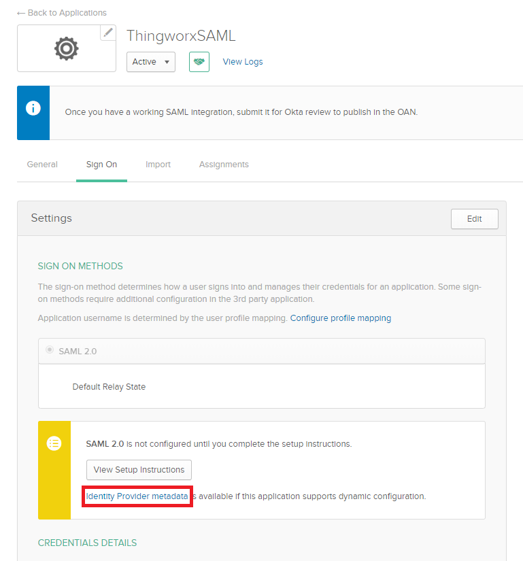 ← Back to Applications
ThingworxSAML
Active
View Logs
Once you have a working SAML integration, submit it for Okta review to publish in the OAN.
General Sign On Import Assignments
Settings
Edit
SIGN ON METHODS
The sign-on method determines how a user signs into and manages their credentials for an application. Some sign-
on methods require additional configuration in the 3rd party application.
Application username is determined by the user profile mapping. Configure profile mapping
SAML 2.0
Default Relay State
SAML 2.0 is not configured until you complete the setup instructions.
View Setup Instructions
Identity Provider metadata is available if this application supports dynamic configuration.
CREDENTIALS DETAILS